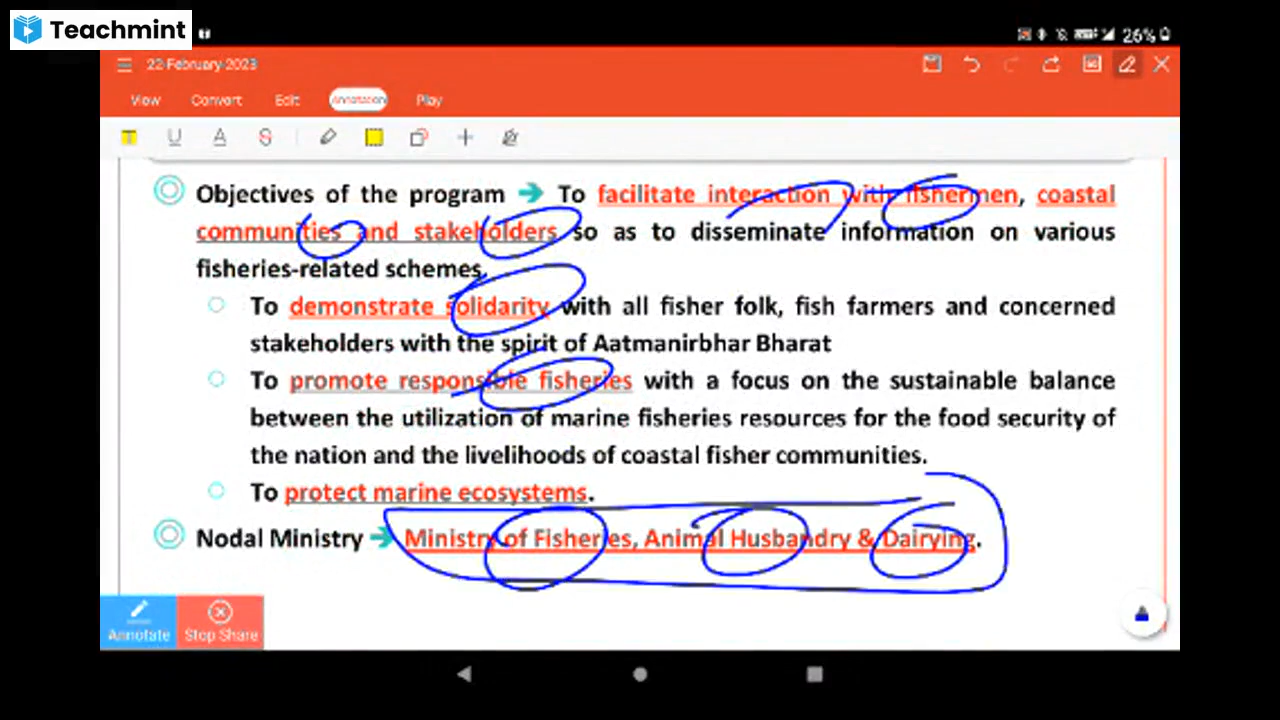 Teachmint
26%
22 February 2023
View Convert Edit Annotation Play
Objectives of the program → To facilitate interaction with fishermen, coastal
communities and stakeholders so as to disseminate information on various
fisheries-related schemes.
To demonstrate solidarity with all fisher folk, fish farmers and concerned
stakeholders with the spirit of Aatmanirbhar Bharat
To promote responsible fisheries with a focus on the sustainable balance
between the utilization of marine fisheries resources for the food security of
the nation and the livelihoods of coastal fisher communities.
To protect marine ecosystems.
Nodal Ministry → Ministry of Fisheries, Animal Husbandry & Dairying.
Annotate Stop Share